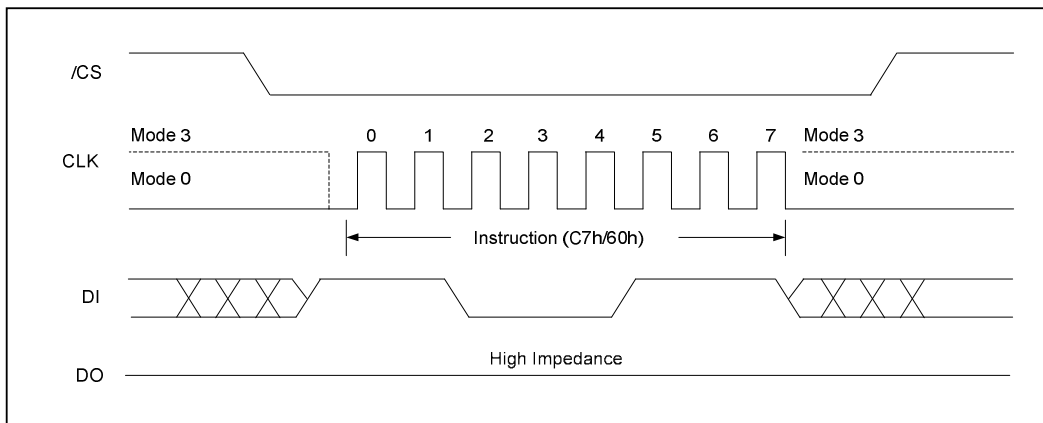 /CS
Mode 3 0 1 2 3 4 5 6 7 Mode 3
CLK
Mode 0 Mode 0
Instruction (C7h/60h)
DI
High Impedance
DO